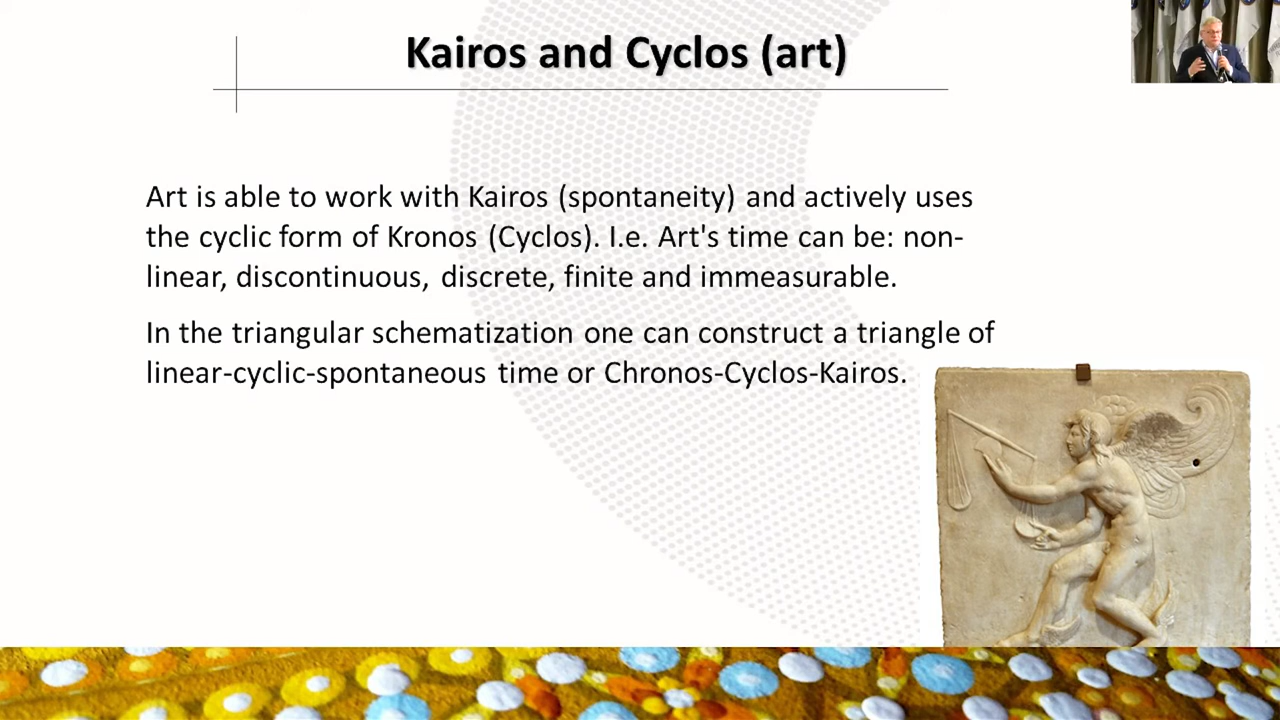 Kairos and Cyclos (art)
Art is able to work with Kairos (spontaneity) and actively uses
the cyclic form of Kronos (Cyclos). I.e. Art's time can be: non-
linear, discontinuous, discrete, finite and immeasurable.
In the triangular schematization one can construct a triangle of
linear-cyclic-spontaneous time or Chronos-Cyclos-Kairos.